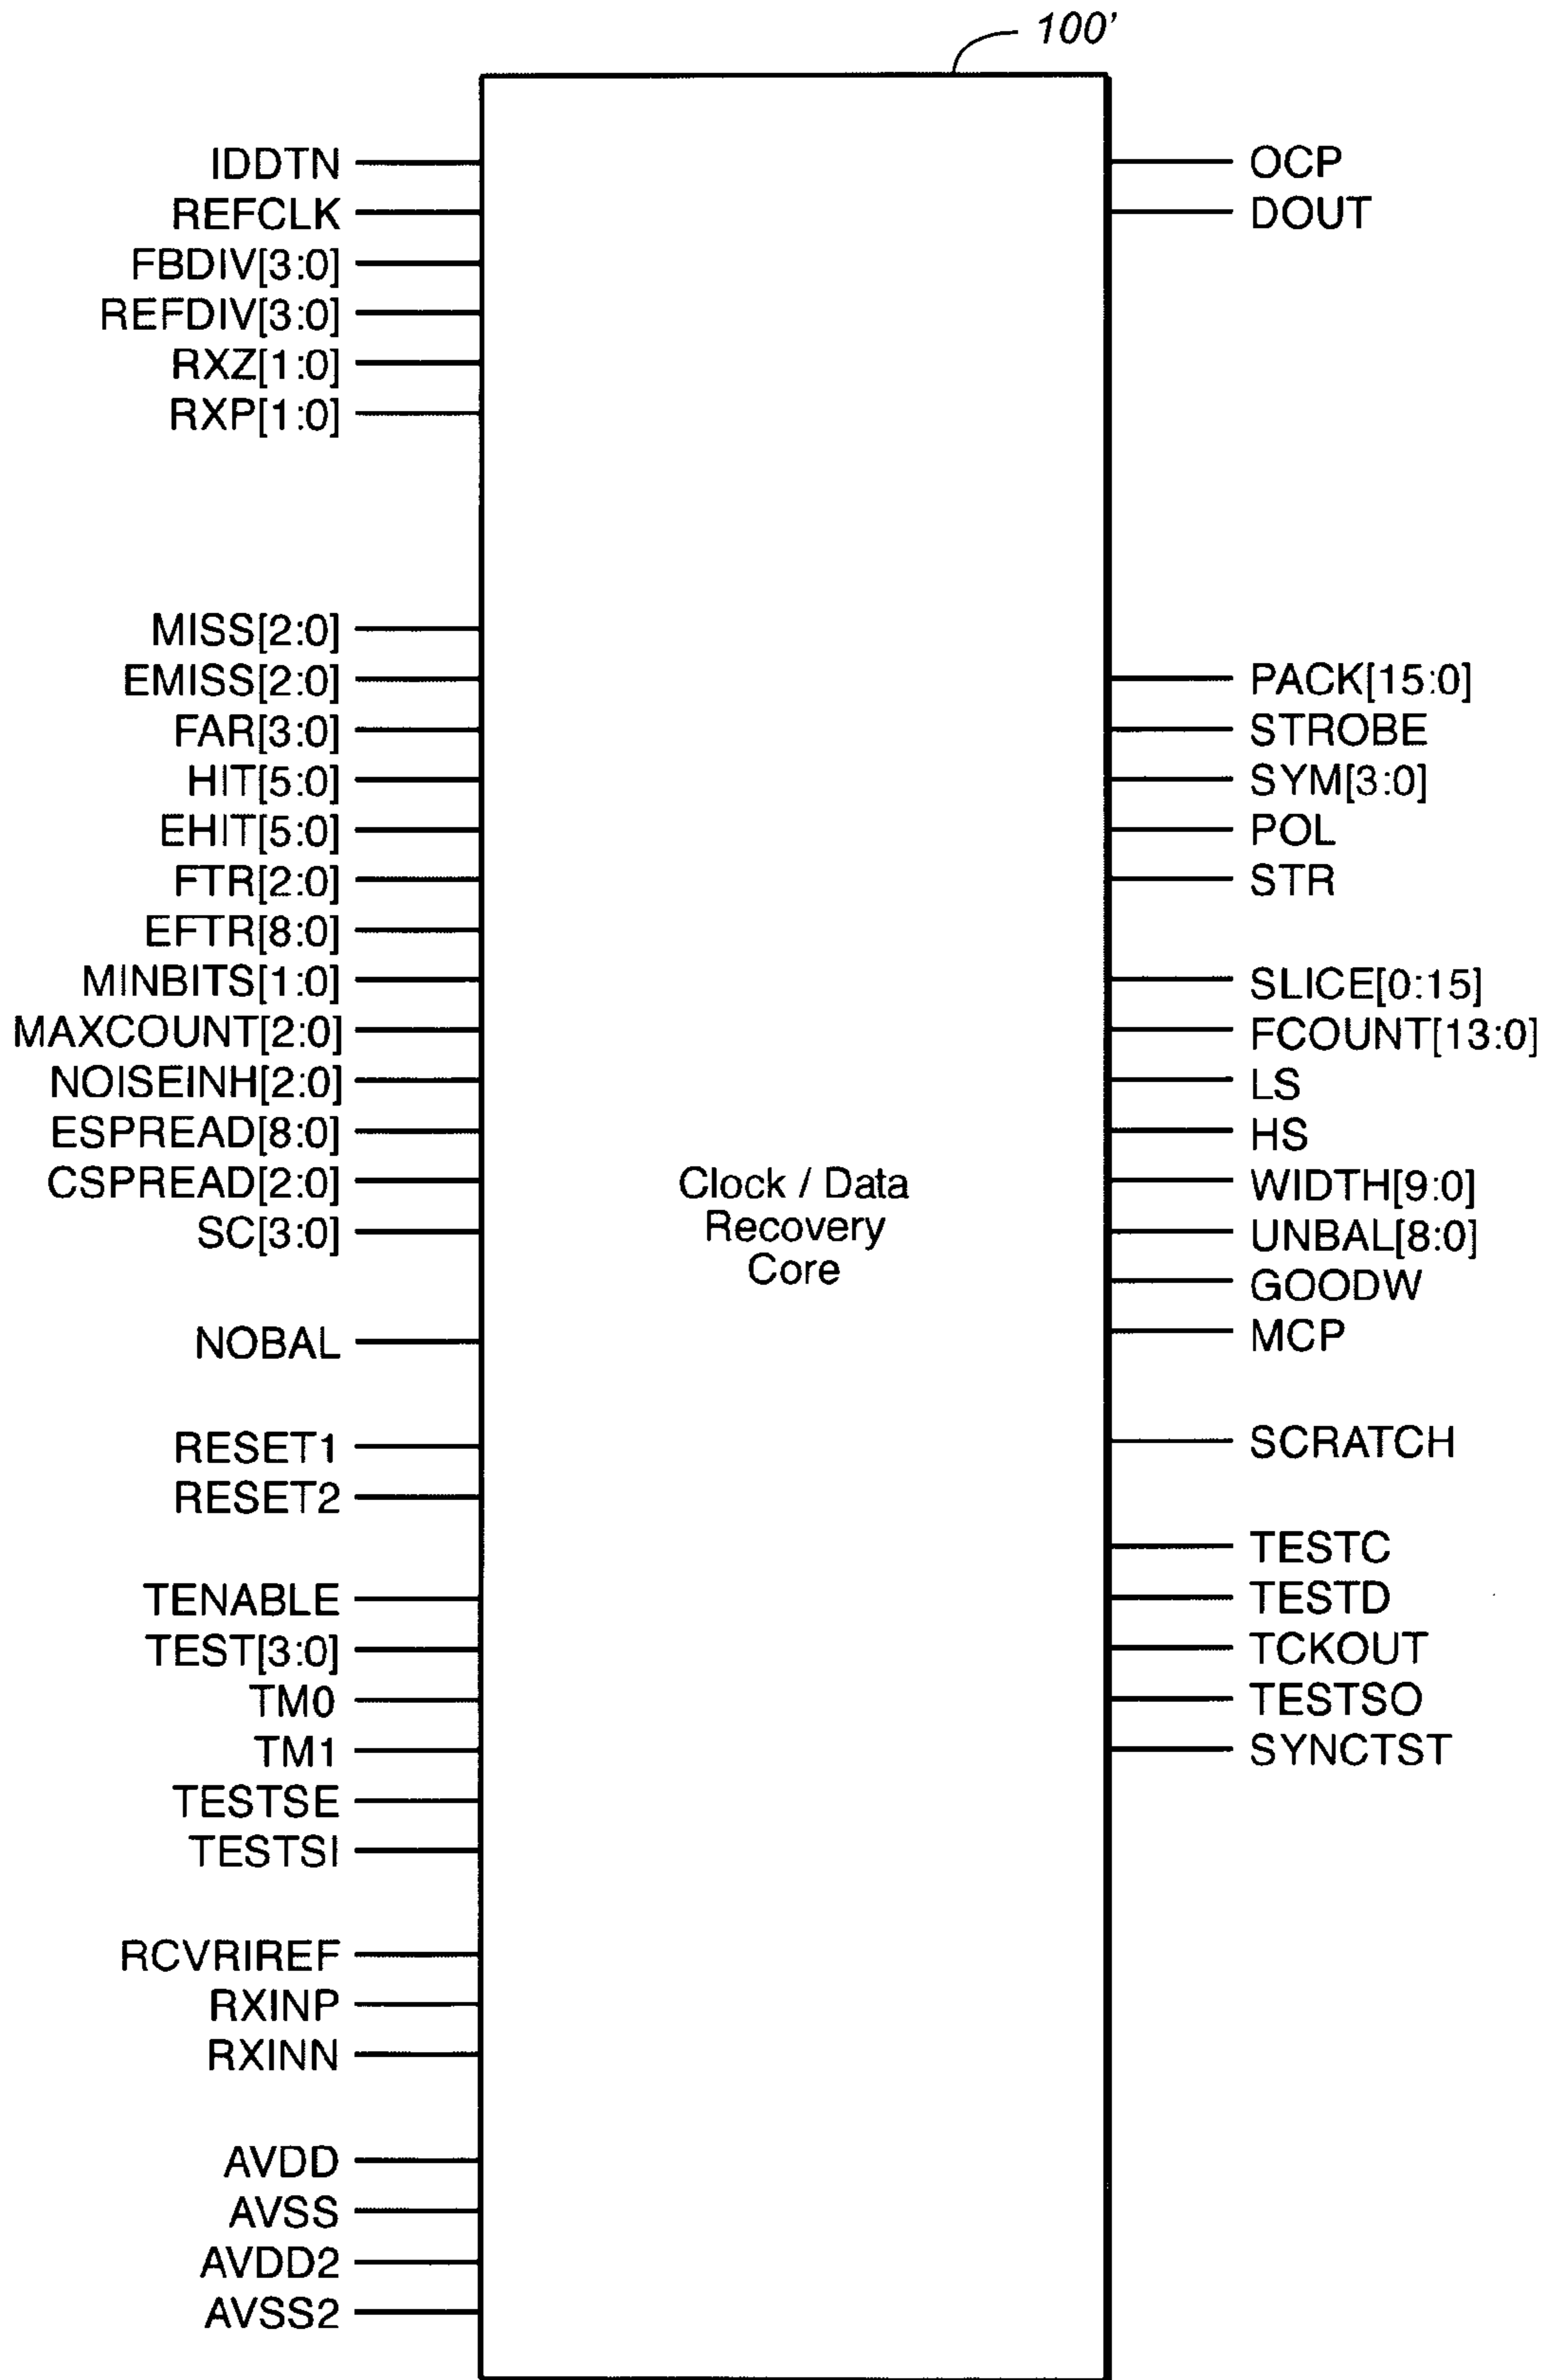 100'
IDDTN
REFCLK
FBDIV[3:0]
REFDIV[3:0]
RXZ[1:0]
RXP[1:0]
MISS[2:0]
EMISS[2:0]
FAR[3:0]
HIT[5:0]
EHIT[5:0]
FTR[2:0]
EFTR[8:0]
MINBITS[1:0]
MAXCOUNT[2:0]
NOISEINH[2:0]
ESPREAD[8:0]
CSPREAD[2:0]
SC[3:0]
NOBAL
RESET1
RESET2
TENABLE
TEST[3:0]
TM0
TM1
TESTSE
TESTSI
RCVRIREF
RXINP
RXINN
AVDD
AVSS
AVDD2
AVSS2
Clock / Data
Recovery
Core
OCP
DOUT
PACK[15:0]
STROBE
SYM[3:0]
POL
STR
SLICE[0:15]
FCOUNT[13:0]
LS
HS
WIDTH[9:0]
UNBAL[8:0]
GOODW
MCP
SCRATCH
TESTC
TESTD
TCKOUT
TESTSO
SYNCTST